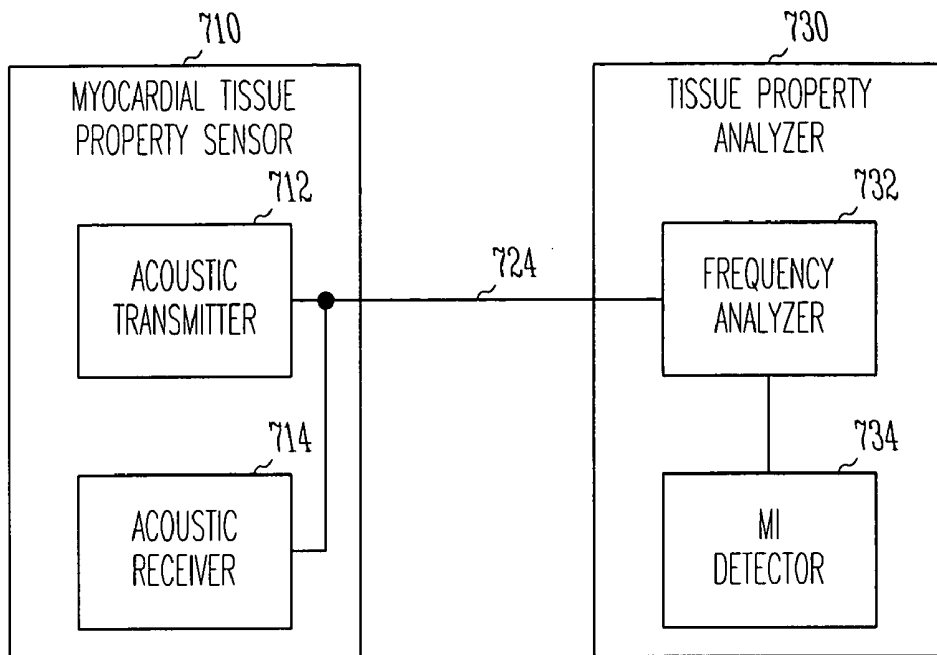 710
MYOCARDIAL TISSUE
PROPERTY SENSOR
712
ACOUSTIC
TRANSMITTER
714
ACOUSTIC
RECEIVER
724
730
TISSUE PROPERTY
ANALYZER
732
FREQUENCY
ANALYZER
734
MI
DETECTOR